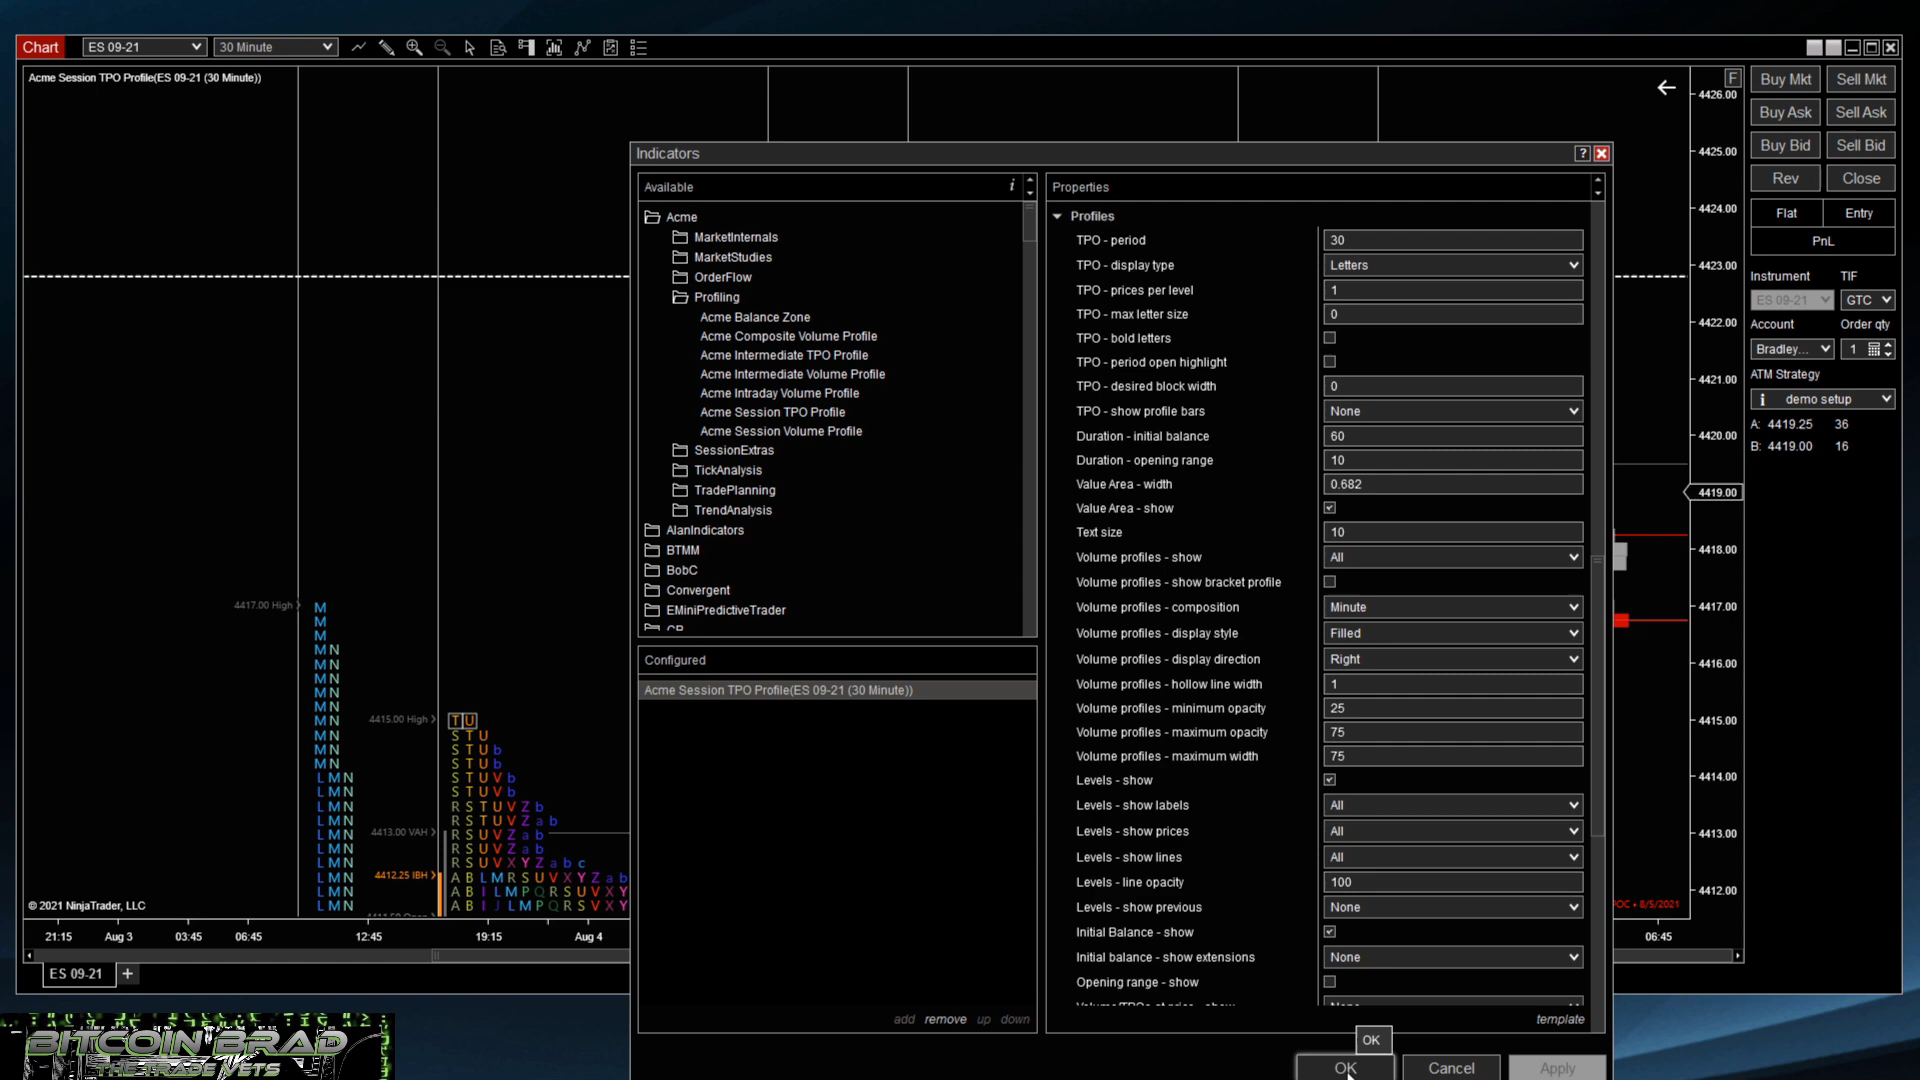 Chart ES 09-21 30 Minute
Acme Session TPO Profile(ES 09-21 (30 Minute))
F
4426.00
4425.00
4424.00
4423.00
4422.00
4421.00
4420.00
4419.00
4418.00
4417.00
4416.00
4415.00
4414.00
4413.00
4412.00
Buy Mkt Sell Mkt
Buy Ask Sell Ask
Buy Bid Sell Bid
Rev Close
Flat Entry
PnL
Instrument TIF
ES 09-21 GTC
Account Order qty
Bradley... 1
ATM Strategy
i demo setup
A: 4419.25 36
B: 4419.00 16
Indicators ?
Available i
Acme
MarketInternals
MarketStudies
OrderFlow
Profiling
Acme Balance Zone
Acme Composite Volume Profile
Acme Intermediate TPO Profile
Acme Intermediate Volume Profile
Acme Intraday Volume Profile
Acme Session TPO Profile
Acme Session Volume Profile
SessionExtras
TickAnalysis
TradePlanning
TrendAnalysis
AlanIndicators
BTMM
BobC
Convergent
EMiniPredictiveTrader
Configured
Acme Session TPO Profile(ES 09-21 (30 Minute))
add remove up down
Properties
Profiles
TPO - period 30
TPO - display type Letters
TPO - prices per level 1
TPO - max letter size 0
TPO - bold letters
TPO - period open highlight
TPO - desired block width 0
TPO - show profile bars None
Duration - initial balance 60
Duration - opening range 10
Value Area - width 0.682
Value Area - show
Text size 10
Volume profiles - show All
Volume profiles - show bracket profile
Volume profiles - composition Minute
Volume profiles - display style Filled
Volume profiles - display direction Right
Volume profiles - hollow line width 1
Volume profiles - minimum opacity 25
Volume profiles - maximum opacity 75
Volume profiles - maximum width 75
Levels - show
Levels - show labels All
Levels - show prices All
Levels - show lines All
Levels - line opacity 100
Levels - show previous None
Initial Balance - show
Initial balance - show extensions None
Opening range - show
template
OK
OK Cancel Apply
4417.00 High M
M
M
M N
M N
M N
M N
M N
M N
M N
M N
M N
L M N
L M N
L M N
L M N
L M N
L M N
L M N
L M N
L M N
L M N
4415.00 High T U
S T U
S T U b
S T U b
S T U V b
S T U V b
R S T U V Z b
R S T U V Z a b
4413.00 VAH R S U V Z a b
R S U V Z a b
R S U V X Y Z a b c
4412.25 IBH A B L M R S U V X Y Z a b
A B I L M P Q R S U V X Y
A B I J L M P Q R S U V X Y
POC • 8/5/2021
© 2021 NinjaTrader, LLC
21:15 Aug 3 03:45 06:45 12:45 19:15 Aug 4 06:45
ES 09-21 +
BITCOIN BRAD
THE TRADE VETS